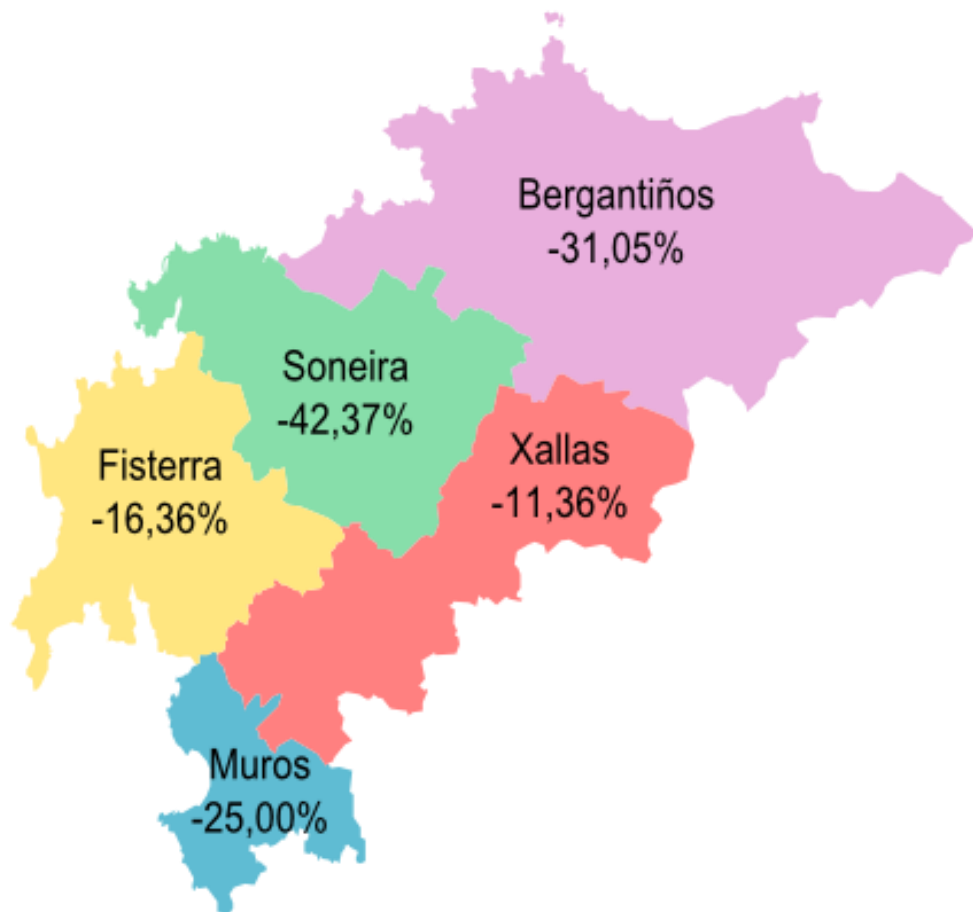 Bergantiños
-31,05%
Soneira
-42,37%
Xallas
-11,36%
Fisterra
-16,36%
Muros
-25,00%